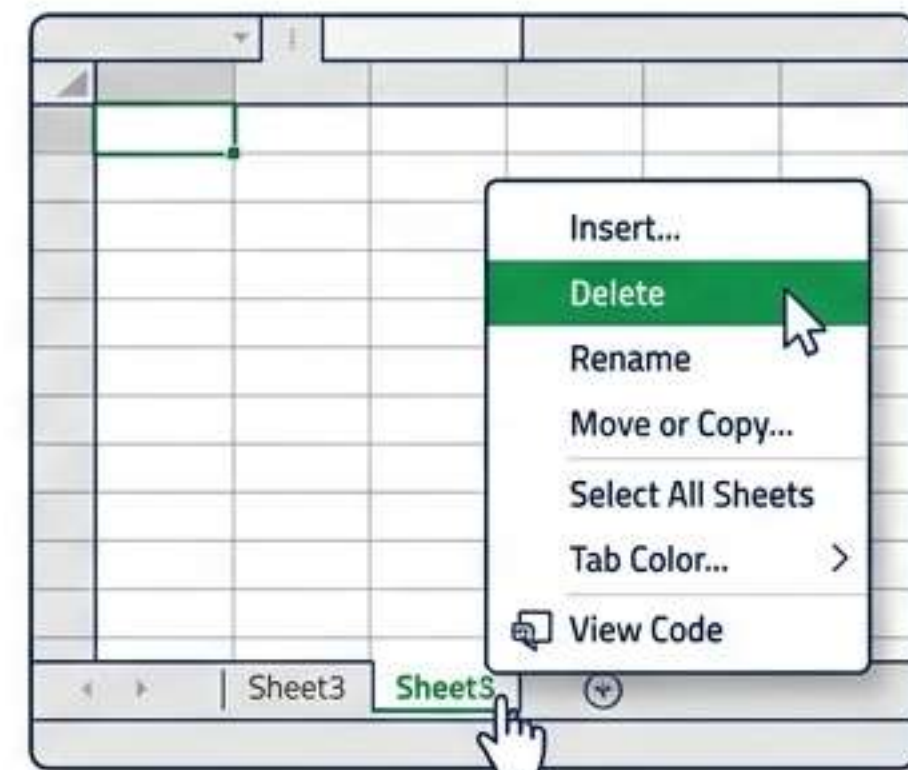 Insert...
Delete
Rename
Move or Copy...
Select All Sheets
Tab Color...
View Code
Sheet3